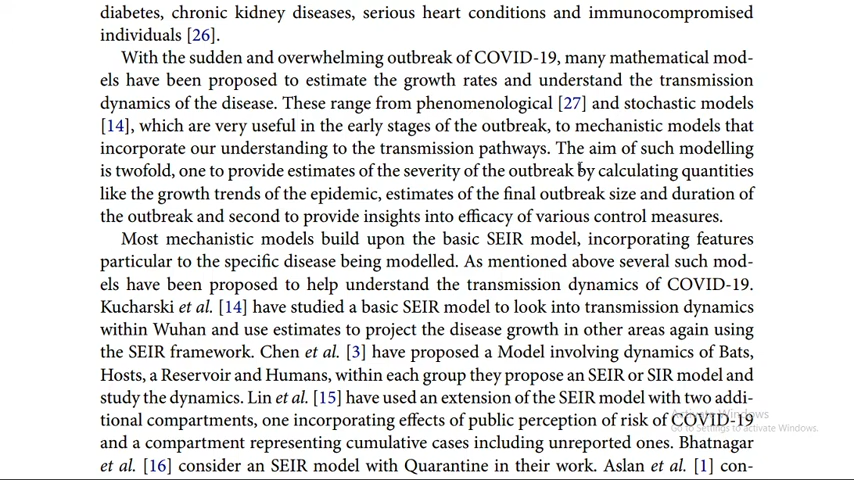 diabetes, chronic kidney diseases, serious heart conditions and immunocompromised
individuals [26].
With the sudden and overwhelming outbreak of COVID-19, many mathematical mod-
els have been proposed to estimate the growth rates and understand the transmission
dynamics of the disease. These range from phenomenological [27] and stochastic models
[14], which are very useful in the early stages of the outbreak, to mechanistic models that
incorporate our understanding to the transmission pathways. The aim of such modelling
is twofold, one to provide estimates of the severity of the outbreak by calculating quantities
like the growth trends of the epidemic, estimates of the final outbreak size and duration of
the outbreak and second to provide insights into efficacy of various control measures.
Most mechanistic models build upon the basic SEIR model, incorporating features
particular to the specific disease being modelled. As mentioned above several such mod-
els have been proposed to help understand the transmission dynamics of COVID-19.
Kucharski et al. [14] have studied a basic SEIR model to look into transmission dynamics
within Wuhan and use estimates to project the disease growth in other areas again using
the SEIR framework. Chen et al. [3] have proposed a Model involving dynamics of Bats,
Hosts, a Reservoir and Humans, within each group they propose an SEIR or SIR model and
study the dynamics. Lin et al. [15] have used an extension of the SEIR model with two addi-
tional compartments, one incorporating effects of public perception of risk of COVID-19
and a compartment representing cumulative cases including unreported ones. Bhatnagar
et al. [16] consider an SEIR model with Quarantine in their work. Aslan et al. [1] con-
Activate Windows
Go to Settings to activate Windows.